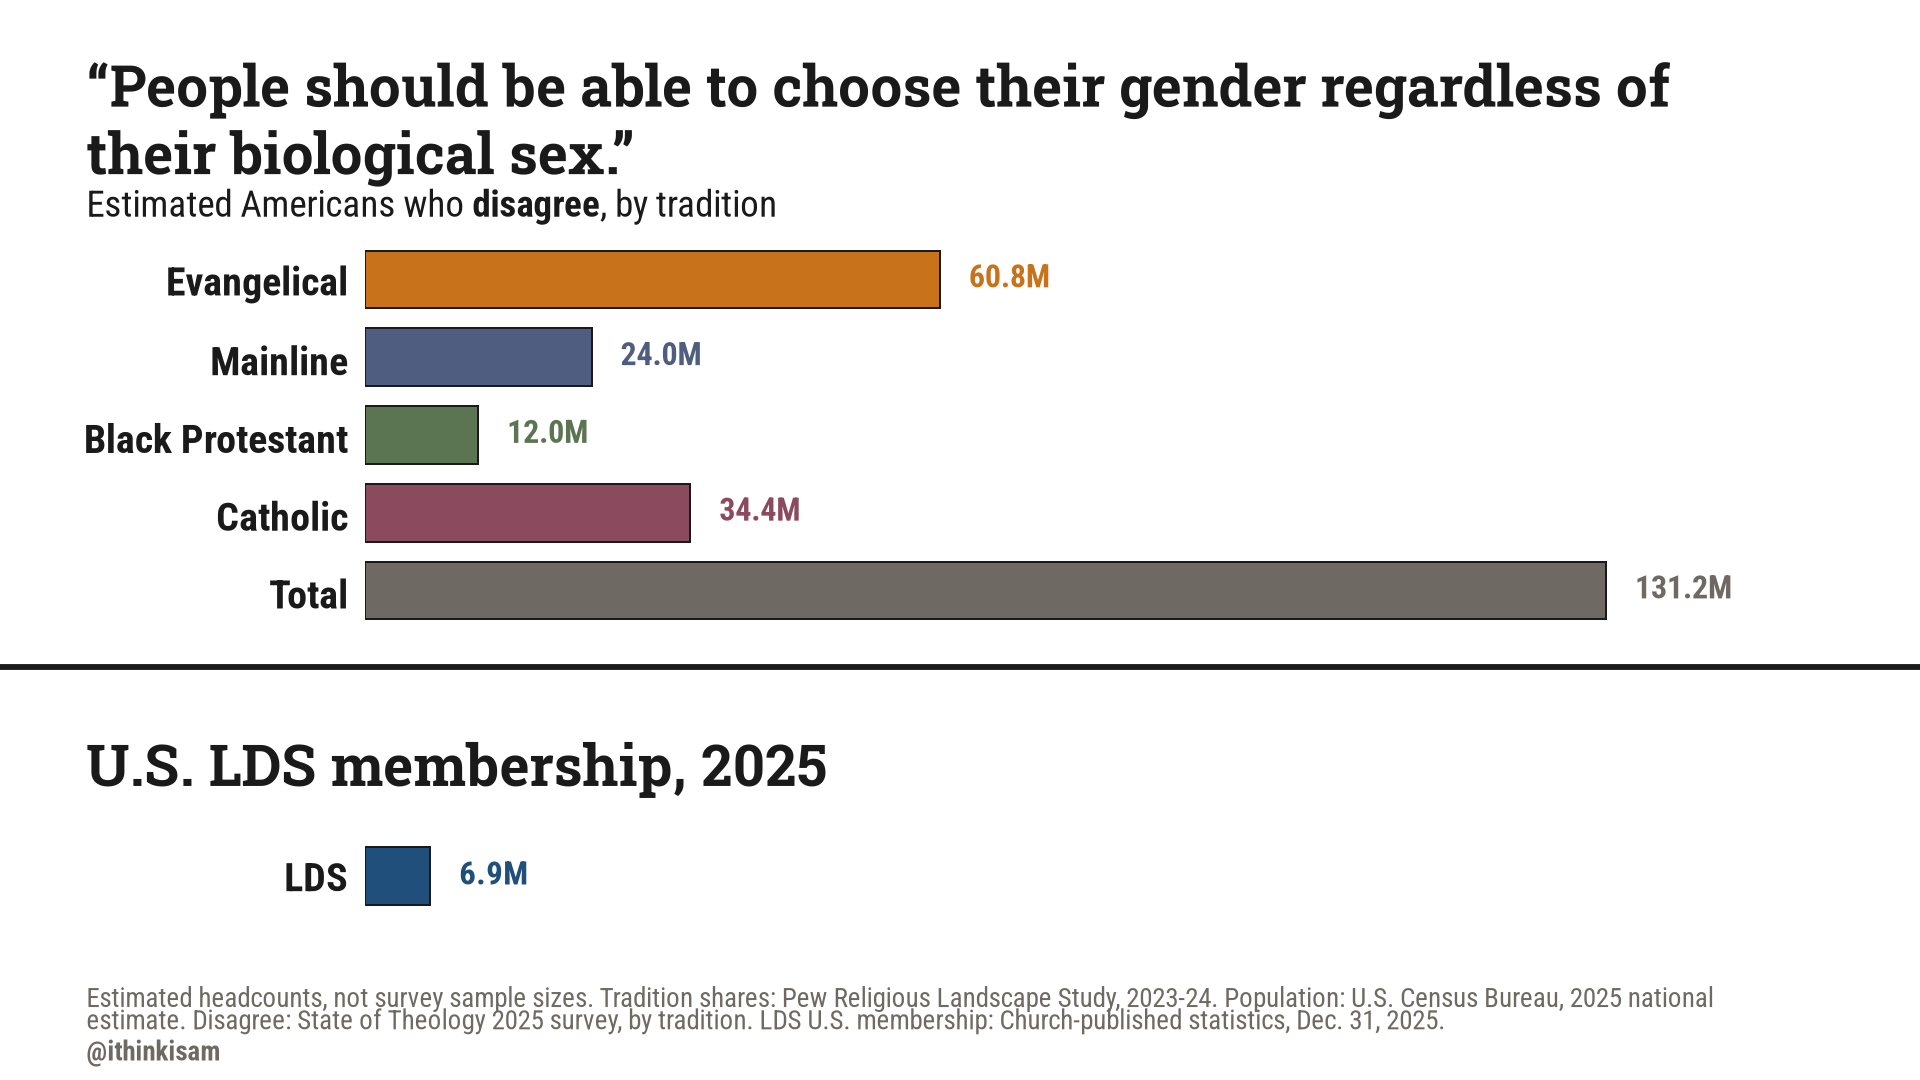 “People should be able to choose their gender regardless of
their biological sex.”
Estimated Americans who disagree, by tradition
Evangelical 60.8M
Mainline 24.0M
Black Protestant 12.0M
Catholic 34.4M
Total 131.2M
U.S. LDS membership, 2025
LDS 6.9M
Estimated headcounts, not survey sample sizes. Tradition shares: Pew Religious Landscape Study, 2023-24. Population: U.S. Census Bureau, 2025 national
estimate. Disagree: State of Theology 2025 survey, by tradition. LDS U.S. membership: Church-published statistics, Dec. 31, 2025.
@ithinkisam